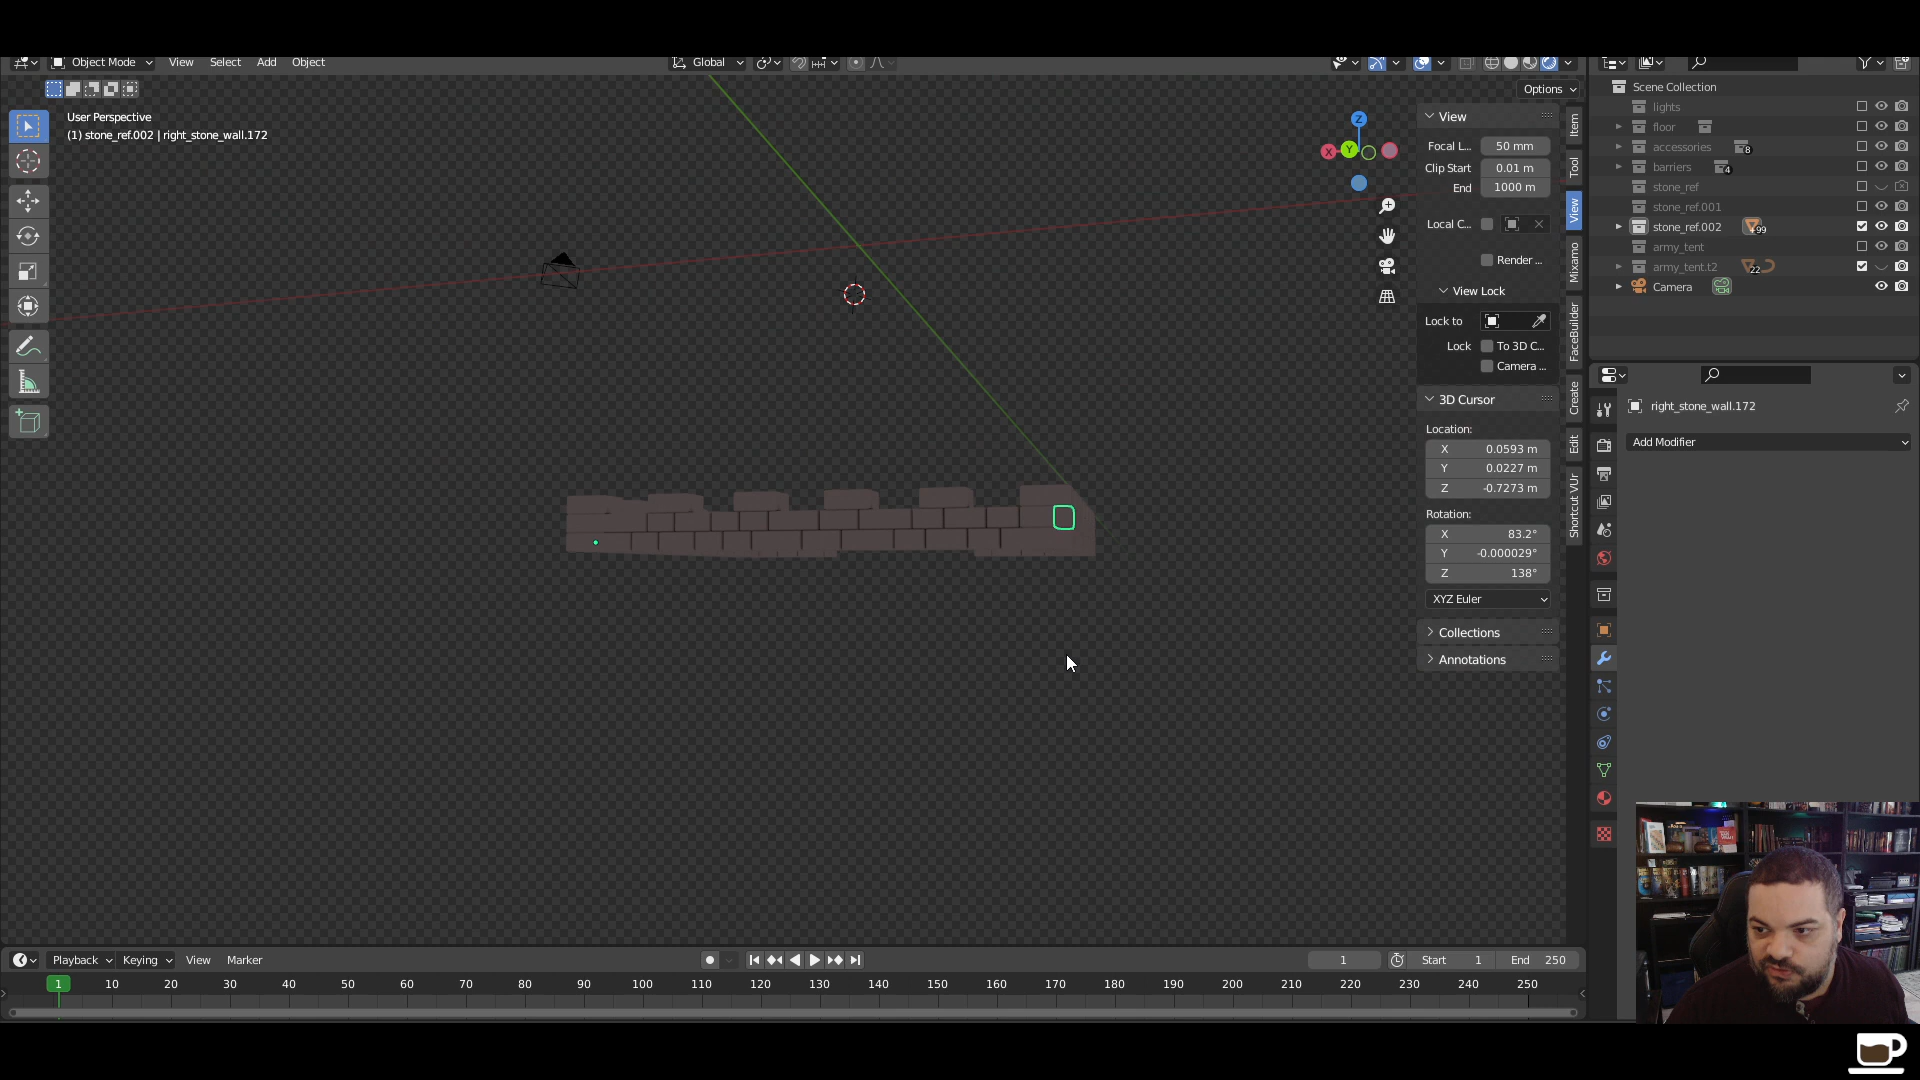 Object Mode
View
Select
Add
Object
Global
Options
User Perspective
(1) stone_ref.002 | right_stone_wall.172
Z
X
Y
View
Focal L...
50 mm
Clip Start
0.01 m
End
1000 m
Local C...
Render ...
View Lock
Lock to
Lock
To 3D C...
Camera ...
3D Cursor
Location:
X
0.0593 m
Y
0.0227 m
Z
-0.7273 m
Rotation:
X
83.2°
Y
-0.000029°
Z
138°
XYZ Euler
Collections
Annotations
Item
Tool
View
Mixamo
FaceBuilder
Create
Edit
Shortcut VUr
Scene Collection
lights
floor
accessories
8
barriers
4
stone_ref
stone_ref.001
stone_ref.002
+99
army_tent
army_tent.t2
22
Camera
right_stone_wall.172
Add Modifier
Playback
Keying
View
Marker
1
Start
1
End
250
1
10
20
30
40
50
60
70
80
90
100
110
120
130
140
150
160
170
180
190
200
210
220
230
240
250